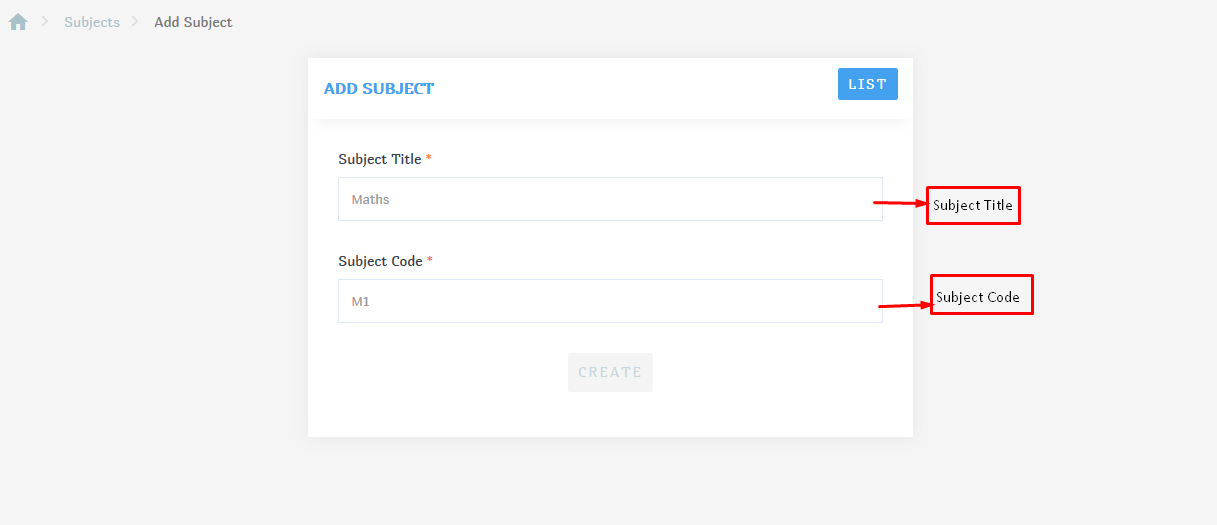 Subjects Add Subject
ADD SUBJECT
LIST
Subject Title *
Maths
Subject Title
Subject Code *
M1
Subject Code
CREATE